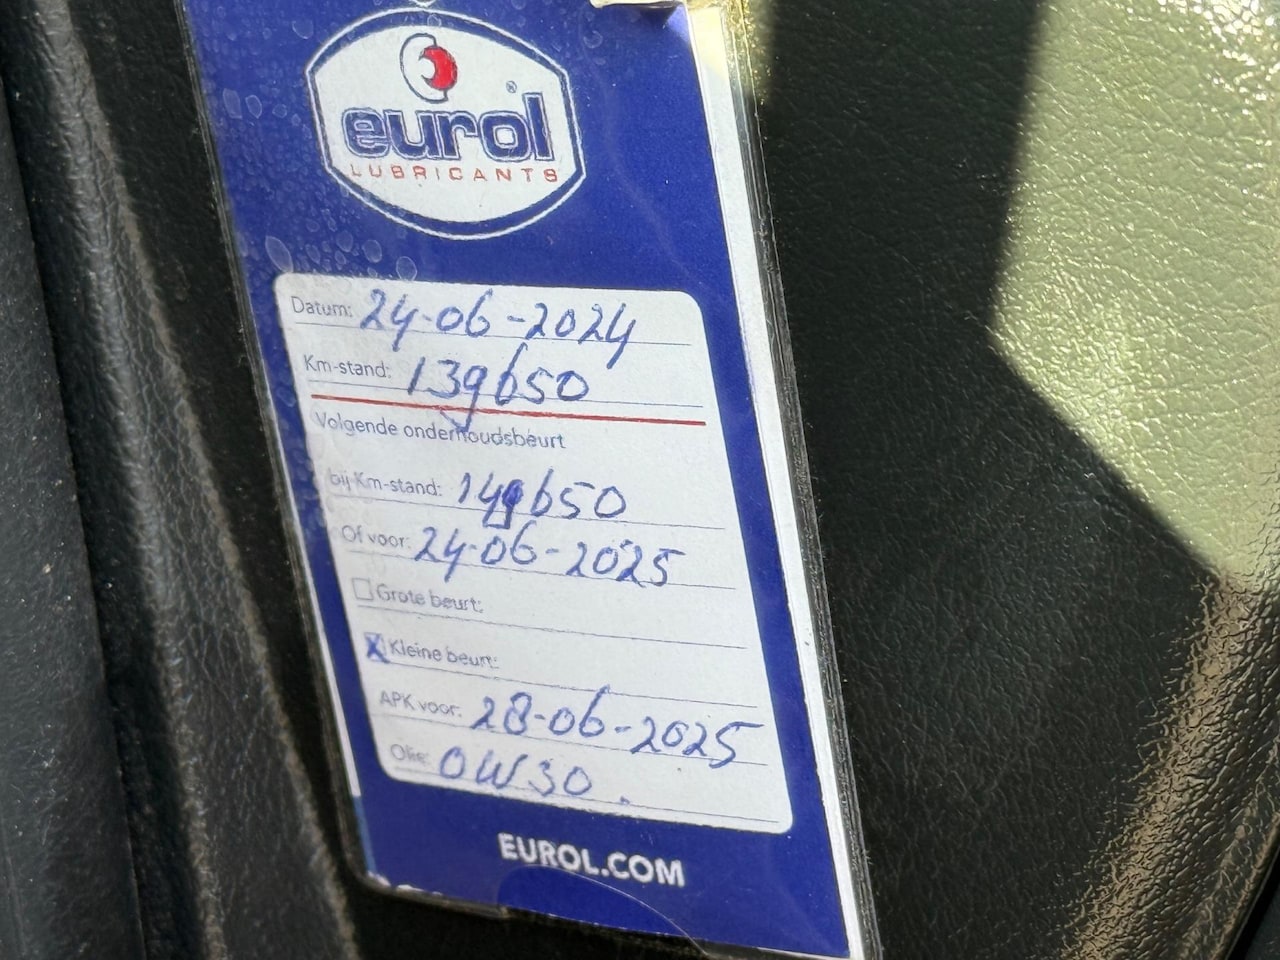 eurol®
LUBRICANTS
Datum: 24-06-2024
Km-stand: 139650
Volgende onderhoudsbeurt
bij Km-stand: 149650
Of voor: 24-06-2025
Grote beurt:
X Kleine beurt:
APK voor: 28-06-2025
Olie: 0W30.
EUROL.COM